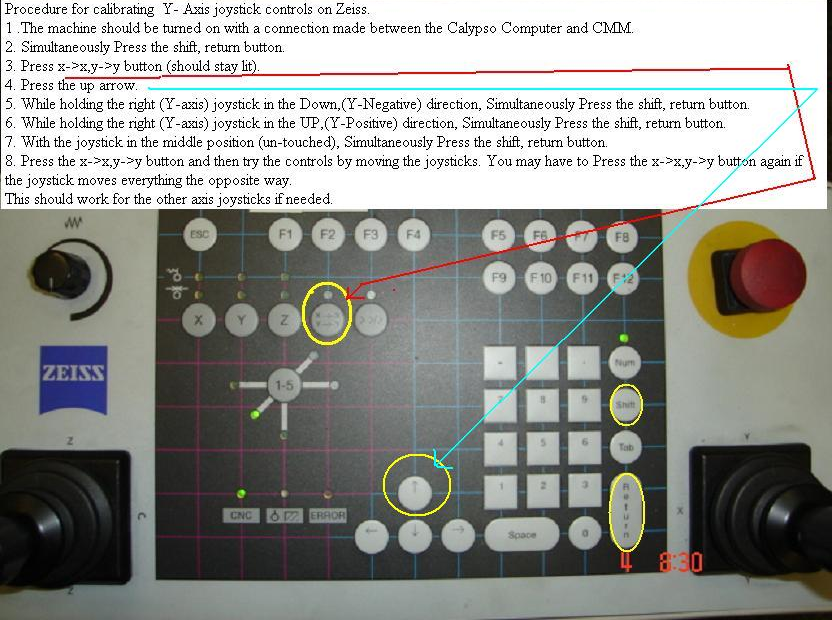 Procedure for calibrating Y- Axis joystick controls on Zeiss.
1 .The machine should be turned on with a connection made between the Calypso Computer and CMM.
2. Simultaneously Press the shift, return button.
3. Press x->x,y->y button (should stay lit).
4. Press the up arrow.
5. While holding the right (Y-axis) joystick in the Down,(Y-Negative) direction, Simultaneously Press the shift, return button.
6. While holding the right (Y-axis) joystick in the UP,(Y-Positive) direction, Simultaneously Press the shift, return button.
7. With the joystick in the middle position (un-touched), Simultaneously Press the shift, return button.
8. Press the x->x,y->y button and then try the controls by moving the joysticks. You may have to Press the x->x,y->y button again if
the joystick moves everything the opposite way.
This should work for the other axis joysticks if needed.
ESC F1 F2 F3 F4 F5 F6 F7 F8
F9 F10 F11 F12
X Y Z
ZEISS
1-5
- . Num
7 8 9 Shift
4 5 6 Tab
1 2 3 Return
CNC ERROR
← ↓ → ↑
Space 0
Z
C
Z
Y
X
Y
4 8:30